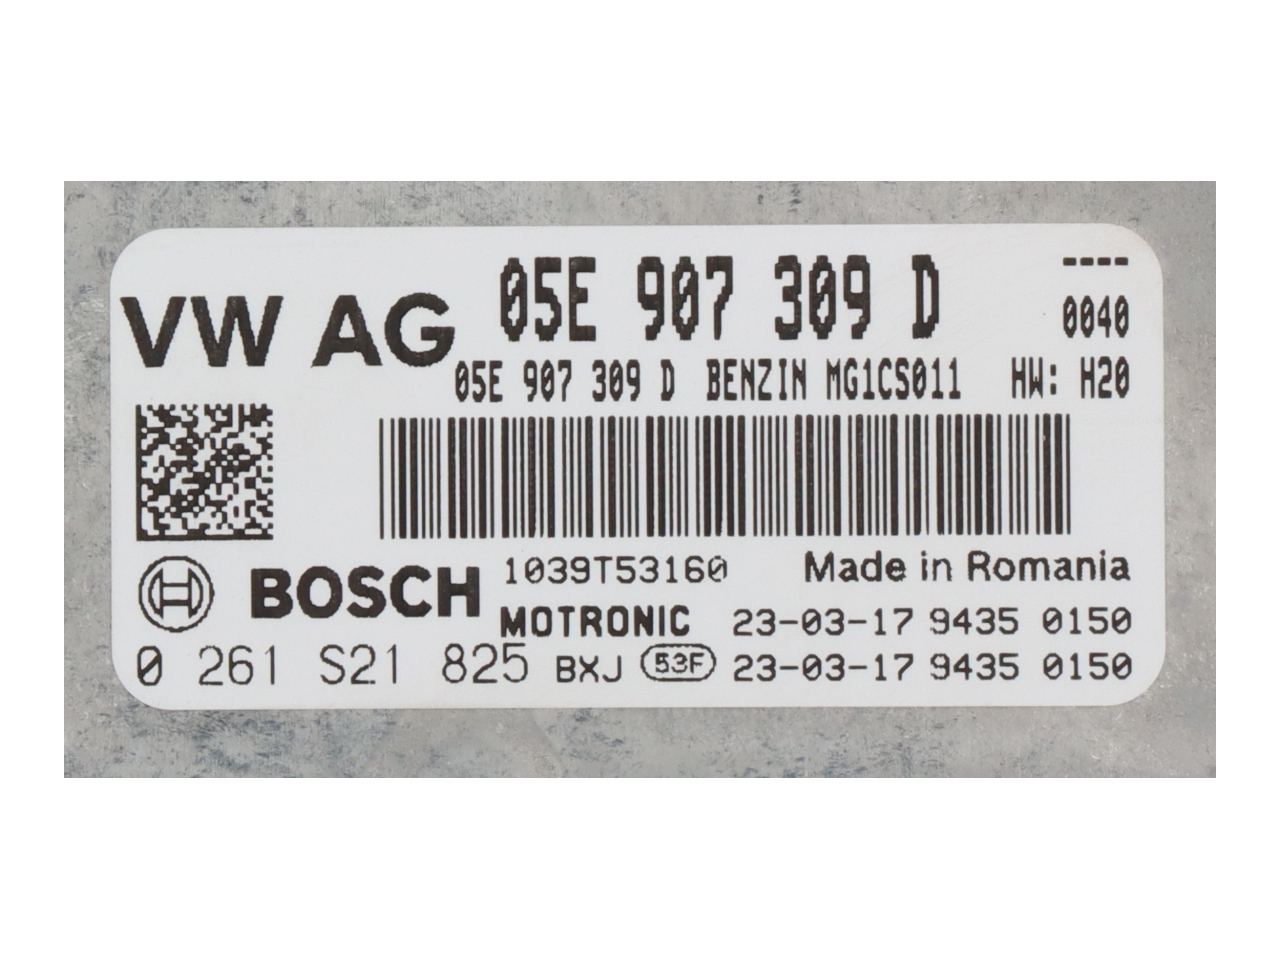 VW AG 05E 907 309 D ----
0040
05E 907 309 D BENZIN MG1CS011 HW: H20
BOSCH 1039T53160 Made in Romania
MOTRONIC 23-03-17 9435 0150
0 261 S21 825 BXJ 53F 23-03-17 9435 0150